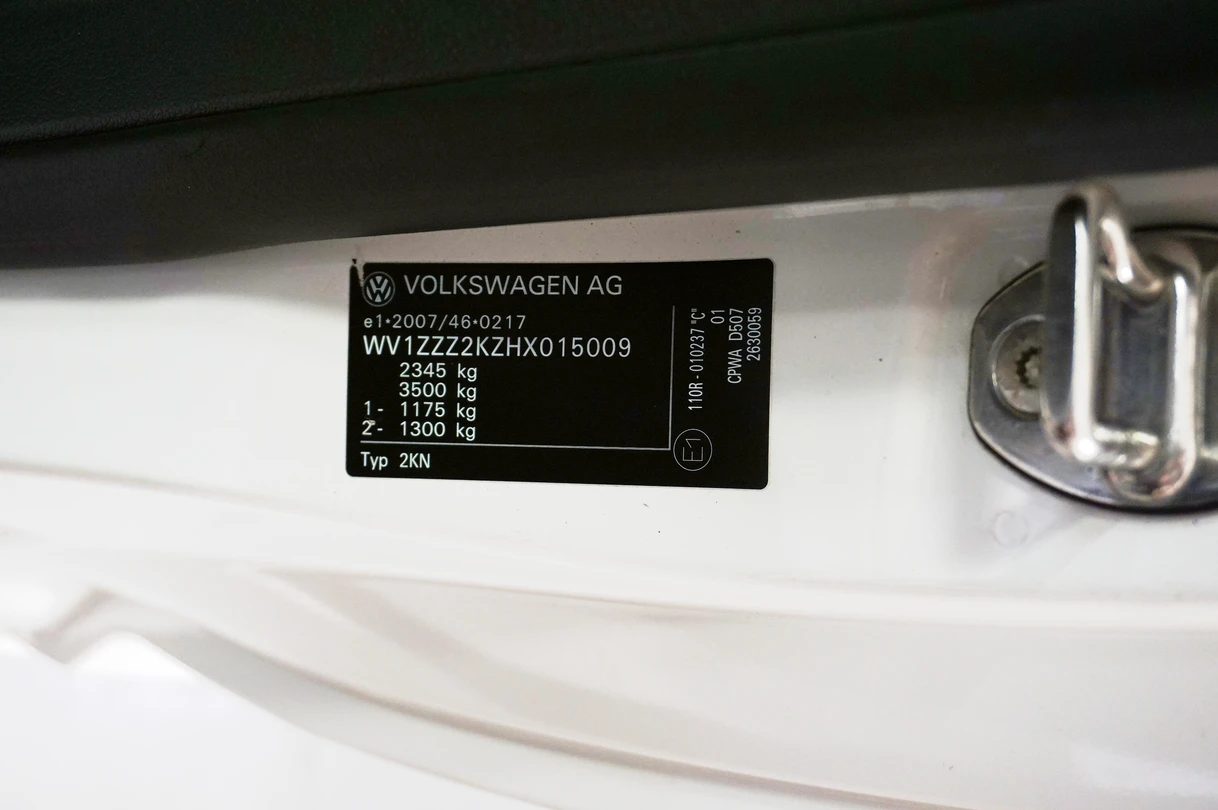 VOLKSWAGEN AG
e1*2007/46*0217
WV1ZZZ2KZHX015009
2345 kg
3500 kg
1- 1175 kg
2- 1300 kg
Typ 2KN
110R-010237 "C"
01
CPWA D507
2630059
E1